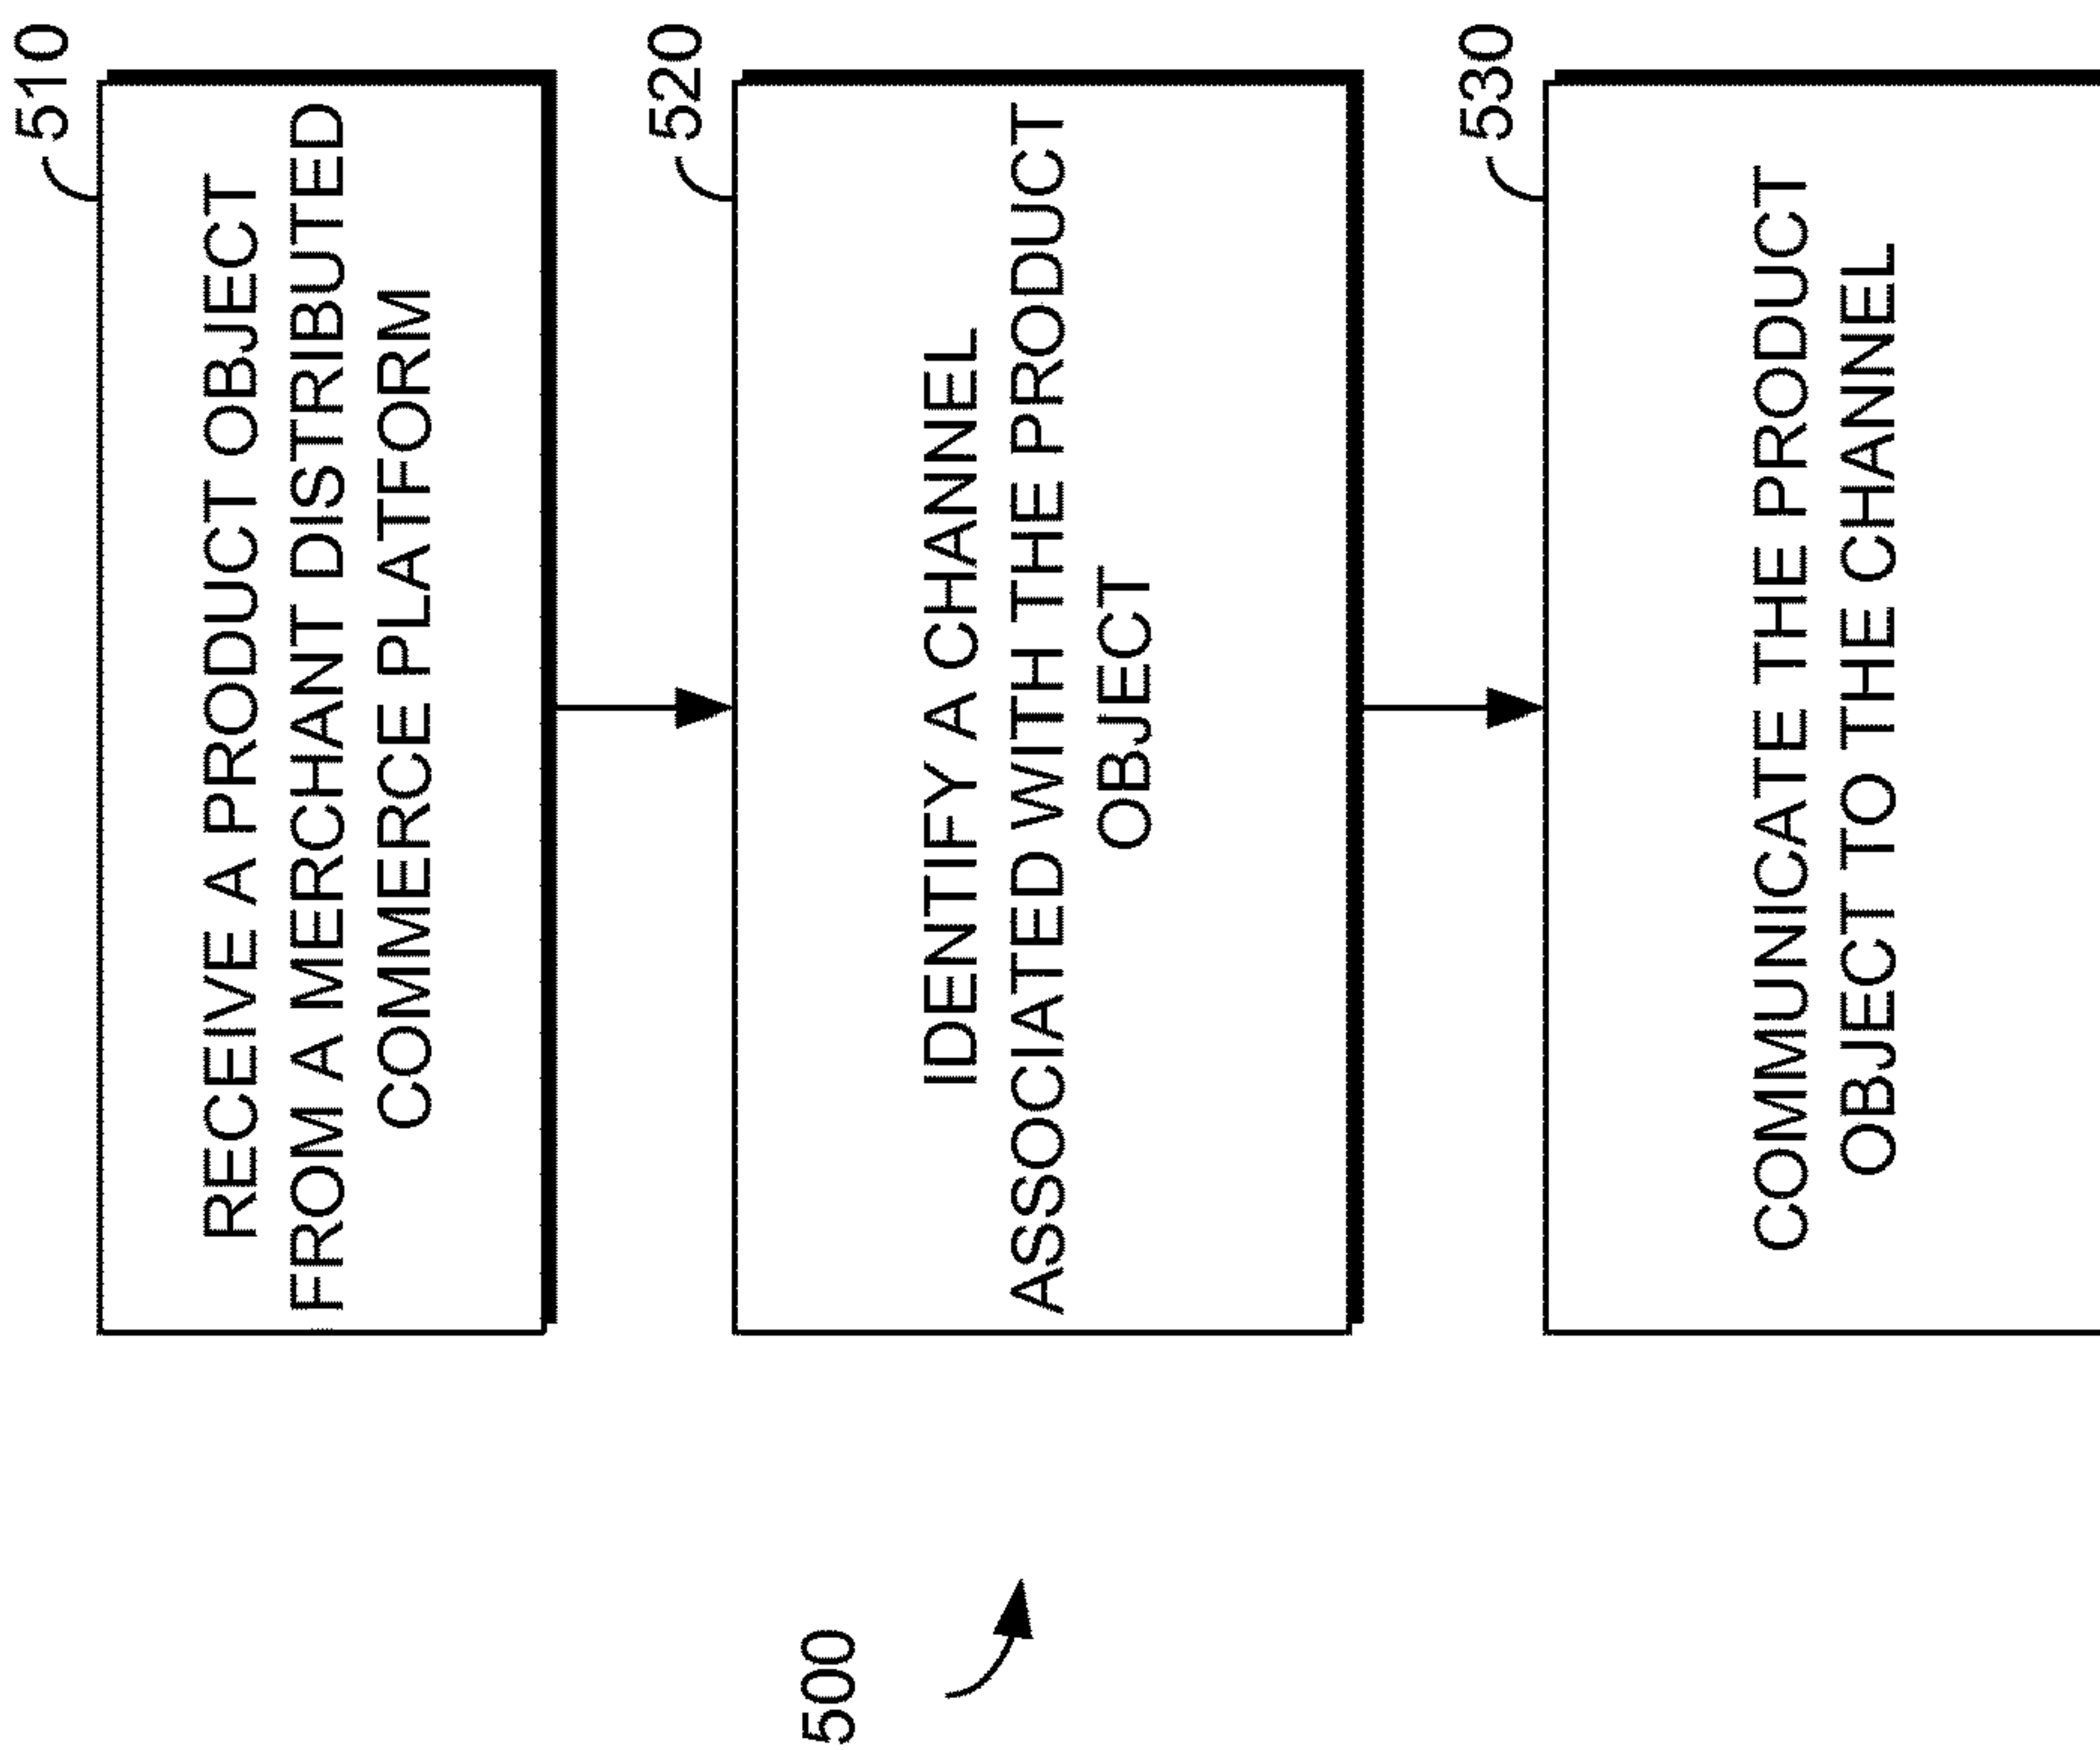 510
RECEIVE A PRODUCT OBJECT
FROM A MERCHANT DISTRIBUTED
COMMERCE PLATFORM
520
IDENTIFY A CHANNEL
ASSOCIATED WITH THE PRODUCT
OBJECT
530
COMMUNICATE THE PRODUCT
OBJECT TO THE CHANNEL
500